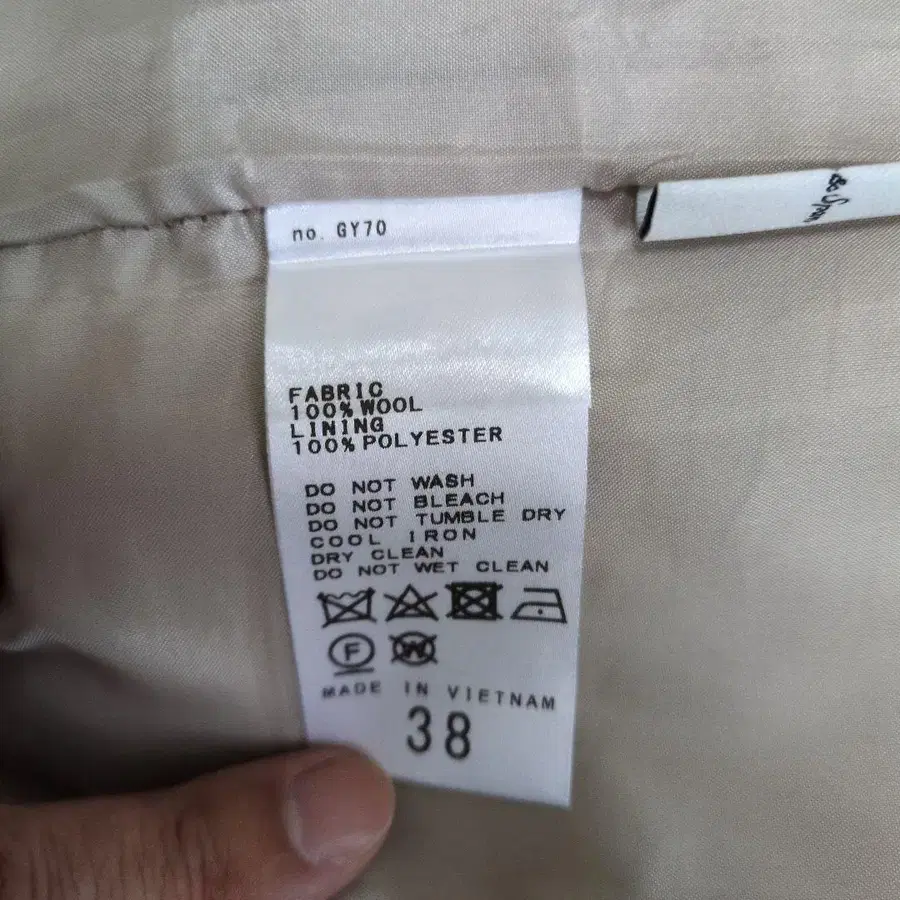 no. GY70
FABRIC
100% WOOL
LINING
100% POLYESTER
DO NOT WASH
DO NOT BLEACH
DO NOT TUMBLE DRY
COOL IRON
DRY CLEAN
DO NOT WET CLEAN
F W
MADE IN VIETNAM
38